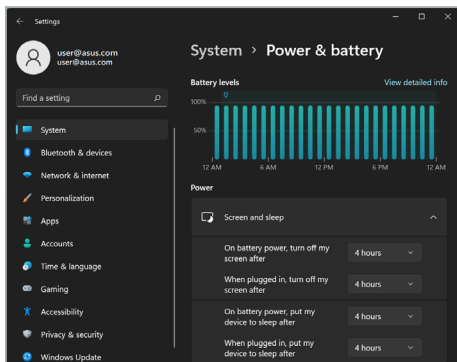 Settings
user@asus.com
user@asus.com
Find a setting
System
Bluetooth & devices
Network & internet
Personalization
Apps
Accounts
Time & language
Gaming
Accessibility
Privacy & security
Windows Update
System > Power & battery
Battery levels
View detailed info
100%
50%
12 AM 6 AM 12 PM 6 PM 12 AM
Power
Screen and sleep
On battery power, turn off my
screen after
4 hours
When plugged in, turn off my
screen after
4 hours
On battery power, put my
device to sleep after
4 hours
When plugged in, put my
device to sleep after
4 hours